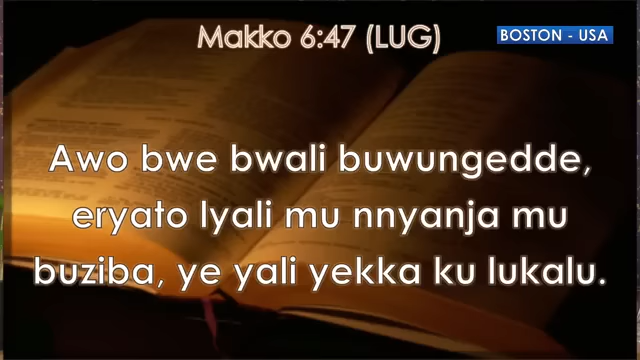 Makko 6:47 (LUG)
BOSTON - USA
Awo bwe bwali buwungedde,
eryato lyali mu nnyanja mu
buziba, ye yali yekka ku lukalu.